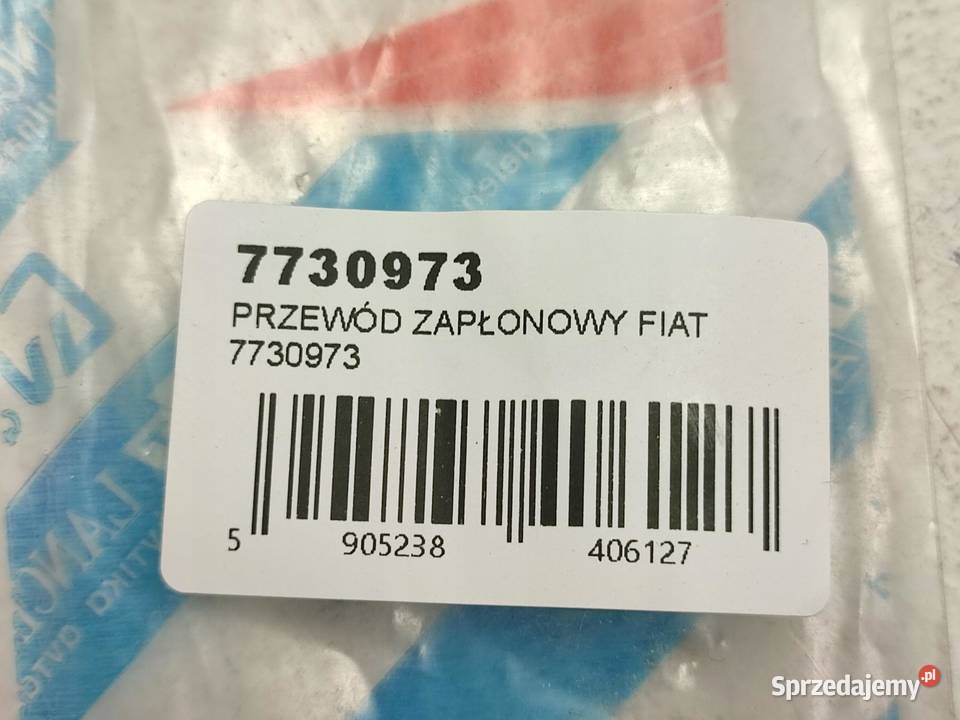 7730973
PRZEWÓD ZAPŁONOWY FIAT
7730973
5 905238 406127
Sprzedajemy.pl